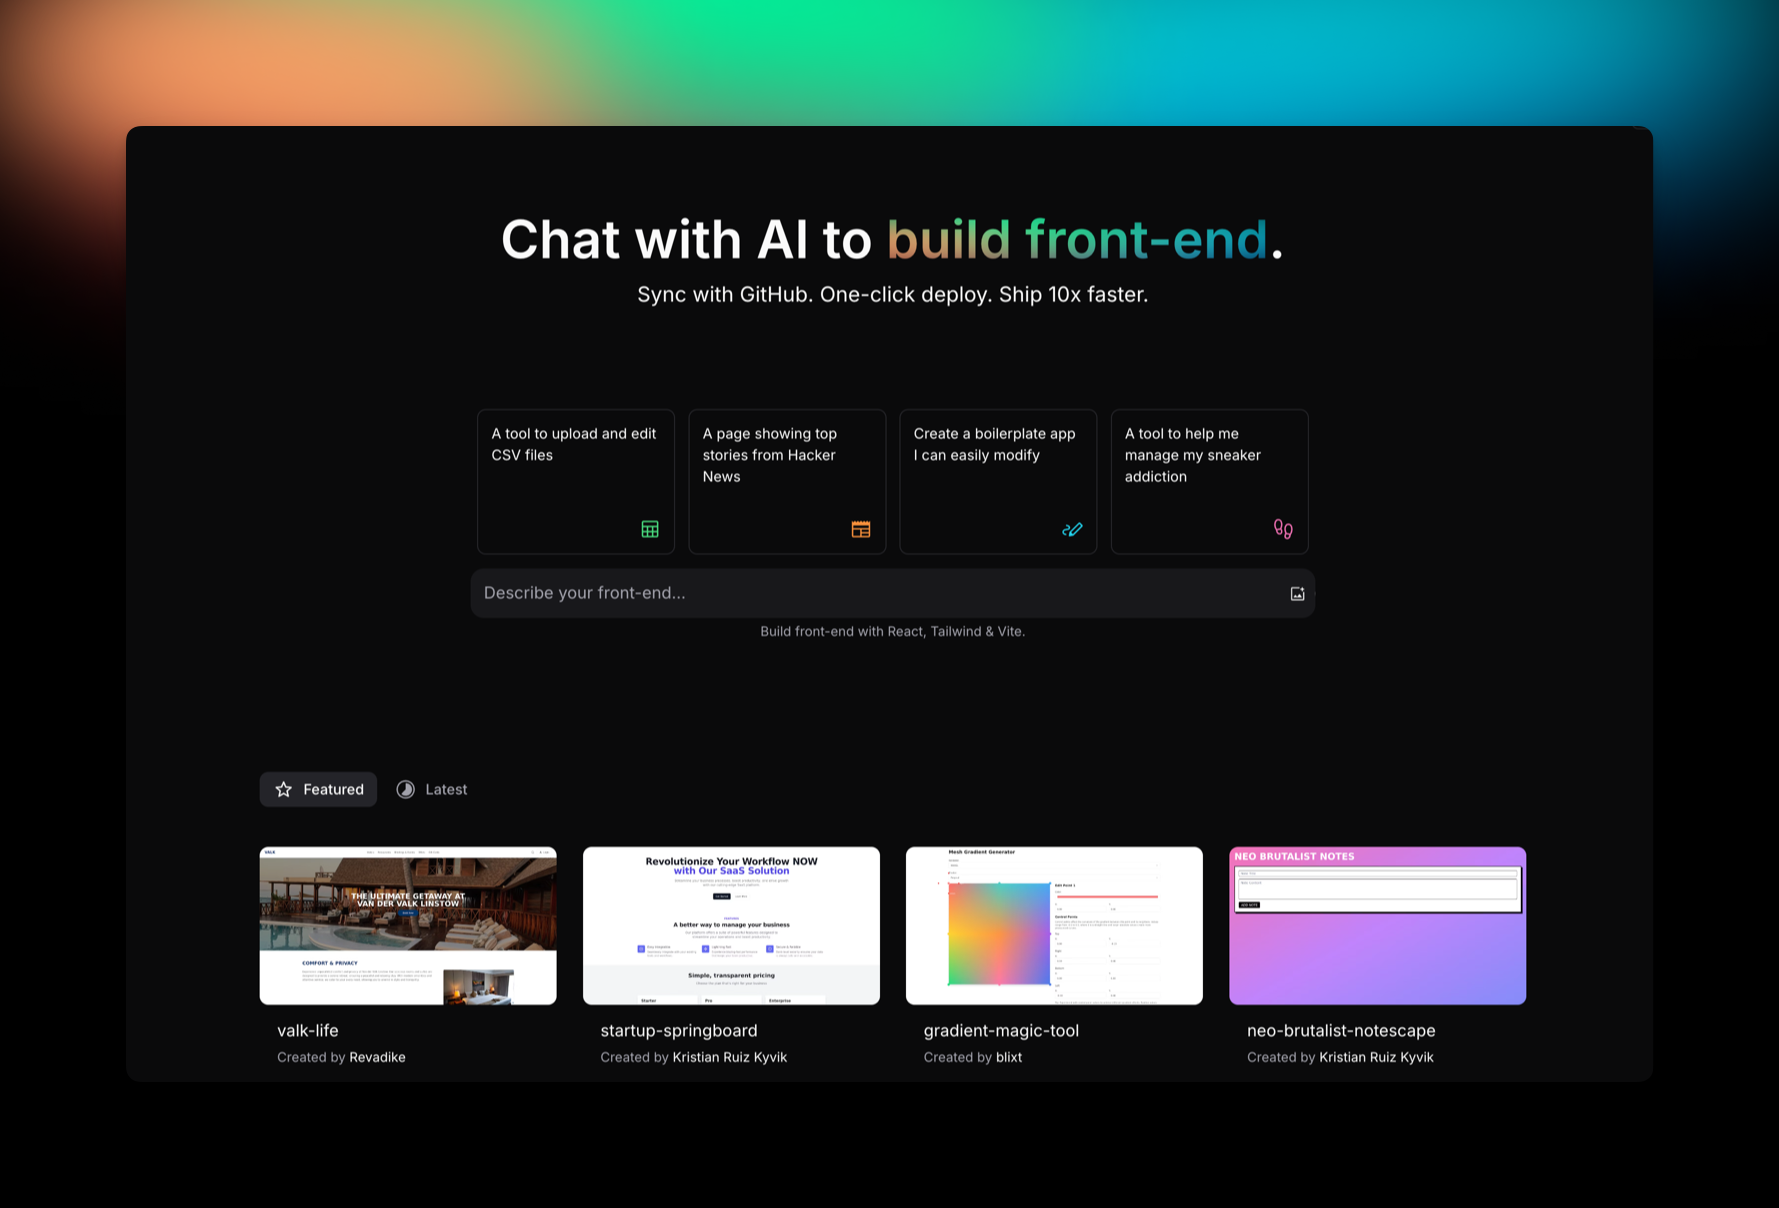 Chat with AI to build front-end.
Sync with GitHub. One-click deploy. Ship 10x faster.
A tool to upload and edit
CSV files
A page showing top
stories from Hacker
News
Create a boilerplate app
I can easily modify
A tool to help me
manage my sneaker
addiction
Describe your front-end...
Build front-end with React, Tailwind & Vite.
Featured
Latest
VALK
THE ULTIMATE GETAWAY AT
VAN DER VALK LINSTOW
COMFORT & PRIVACY
Revolutionize Your Workflow NOW
with Our SaaS Solution
A better way to manage your business
Simple, transparent pricing
Starter
Pro
Enterprise
Mesh Gradient Generator
Edit Point 1
NEO BRUTALIST NOTES
valk-life
Created by Revadike
startup-springboard
Created by Kristian Ruiz Kyvik
gradient-magic-tool
Created by blixt
neo-brutalist-notescape
Created by Kristian Ruiz Kyvik